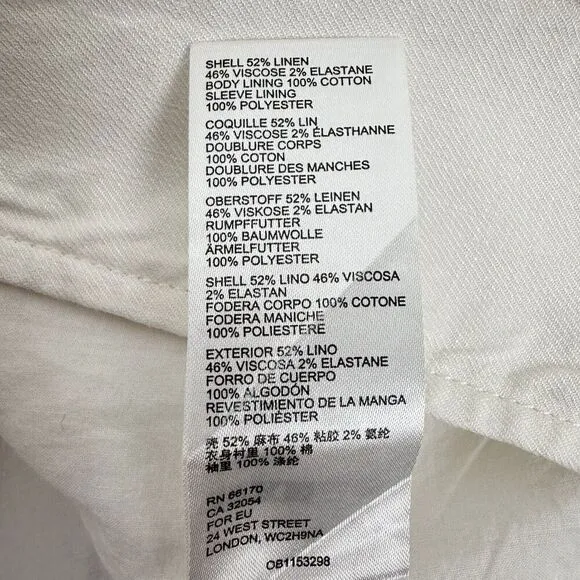 SHELL 52% LINEN
46% VISCOSE 2% ELASTANE
BODY LINING 100% COTTON
SLEEVE LINING
100% POLYESTER
COQUILLE 52% LIN
46% VISCOSE 2% ÉLASTHANNE
DOUBLURE CORPS
100% COTON
DOUBLURE DES MANCHES
100% POLYESTER
OBERSTOFF 52% LEINEN
46% VISKOSE 2% ELASTAN
RUMPFFUTTER
100% BAUMWOLLE
ÄRMELFUTTER
100% POLYESTER
SHELL 52% LINO 46% VISCOSA
2% ELASTAN
FODERA CORPO 100% COTONE
FODERA MANICHE
100% POLIESTERE
EXTERIOR 52% LINO
46% VISCOSA 2% ELASTANE
FORRO DE CUERPO
100% ALGODÓN
REVESTIMIENTO DE LA MANGA
100% POLIÉSTER
壳 52% 麻布 46% 粘胶 2% 氨纶
衣身衬里 100% 棉
袖里 100% 涤纶
RN 66170
CA 32054
FOR EU
24 WEST STREET
LONDON, WC2H9NA
OB1153298